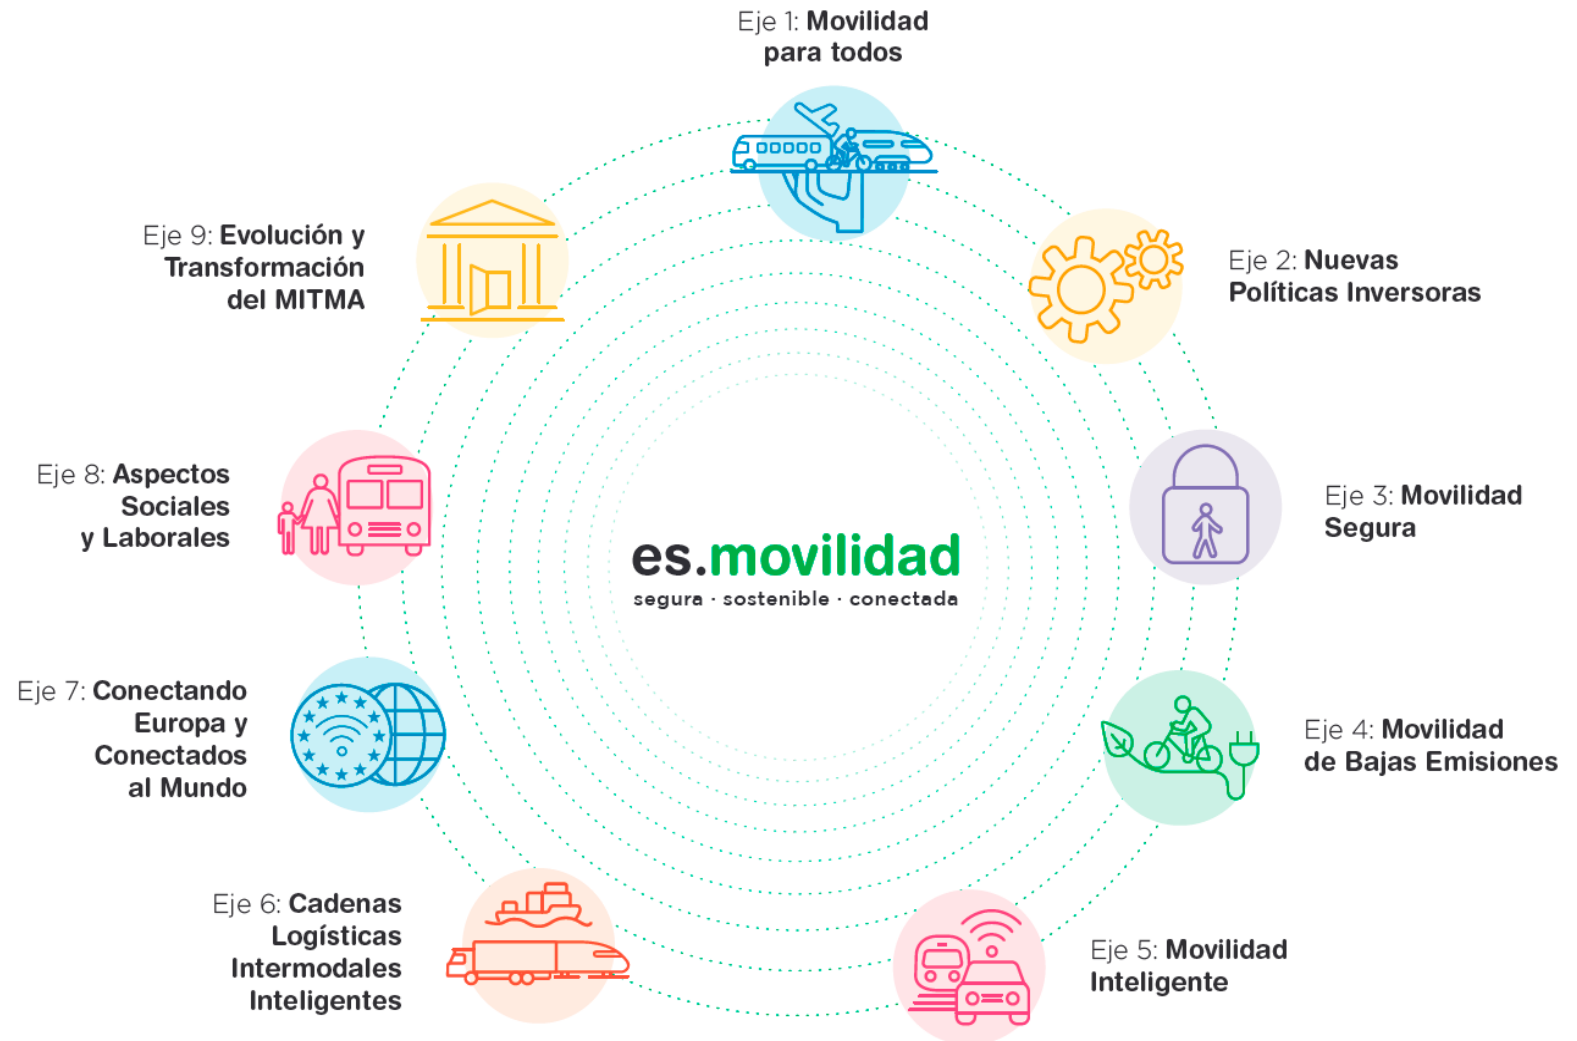 Eje 1: Movilidad
para todos
Eje 2: Nuevas
Políticas Inversoras
Eje 3: Movilidad
Segura
Eje 4: Movilidad
de Bajas Emisiones
Eje 5: Movilidad
Inteligente
Eje 6: Cadenas
Logísticas
Intermodales
Inteligentes
Eje 7: Conectando
Europa y
Conectados
al Mundo
Eje 8: Aspectos
Sociales
y Laborales
Eje 9: Evolución y
Transformación
del MITMA
es.movilidad
segura · sostenible · conectada